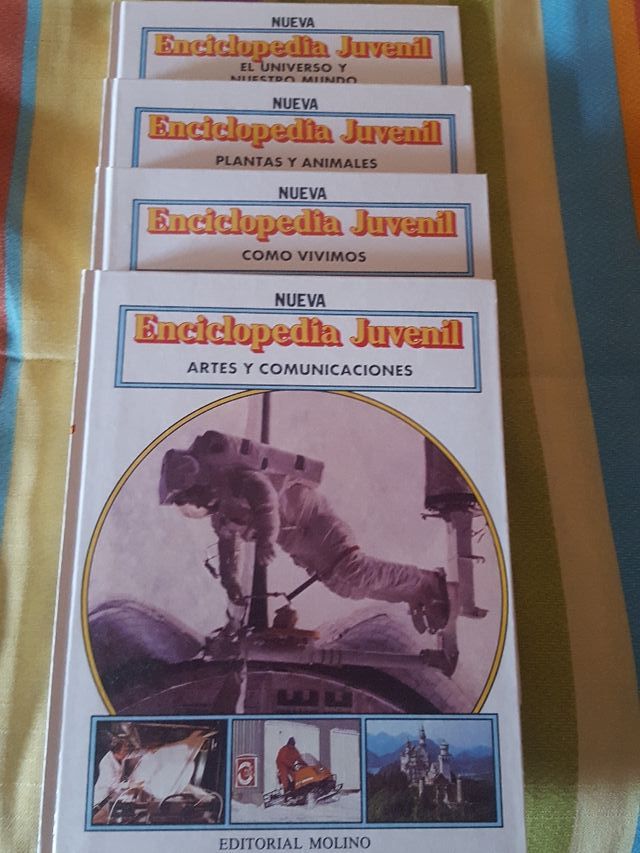 NUEVA
Enciclopedia Juvenil
EL UNIVERSO Y
NUESTRO MUNDO
NUEVA
Enciclopedia Juvenil
PLANTAS Y ANIMALES
NUEVA
Enciclopedia Juvenil
COMO VIVIMOS
NUEVA
Enciclopedia Juvenil
ARTES Y COMUNICACIONES
EDITORIAL MOLINO